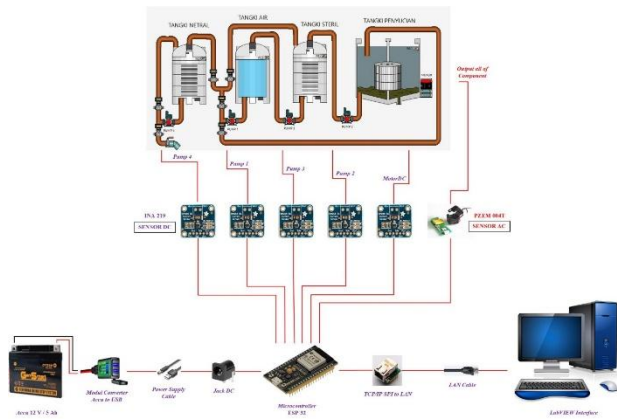 TANGKI NETRAL
TANGKI AIR
TANGKI STERIL
TANGKI PENYUCIAN
Output all of
Component
Pump 4
Pump 1
Pump 3
Pump 2
Motor DC
INA 219
SENSOR DC
PZEM 004T
SENSOR AC
Accu 12 V / 5 Ah
Modul Converter
Accu to USB
Power Supply
Cable
Jack DC
Microcontroller
ESP 32
TCP/IP SPI to LAN
LAN Cable
LabVIEW Interface